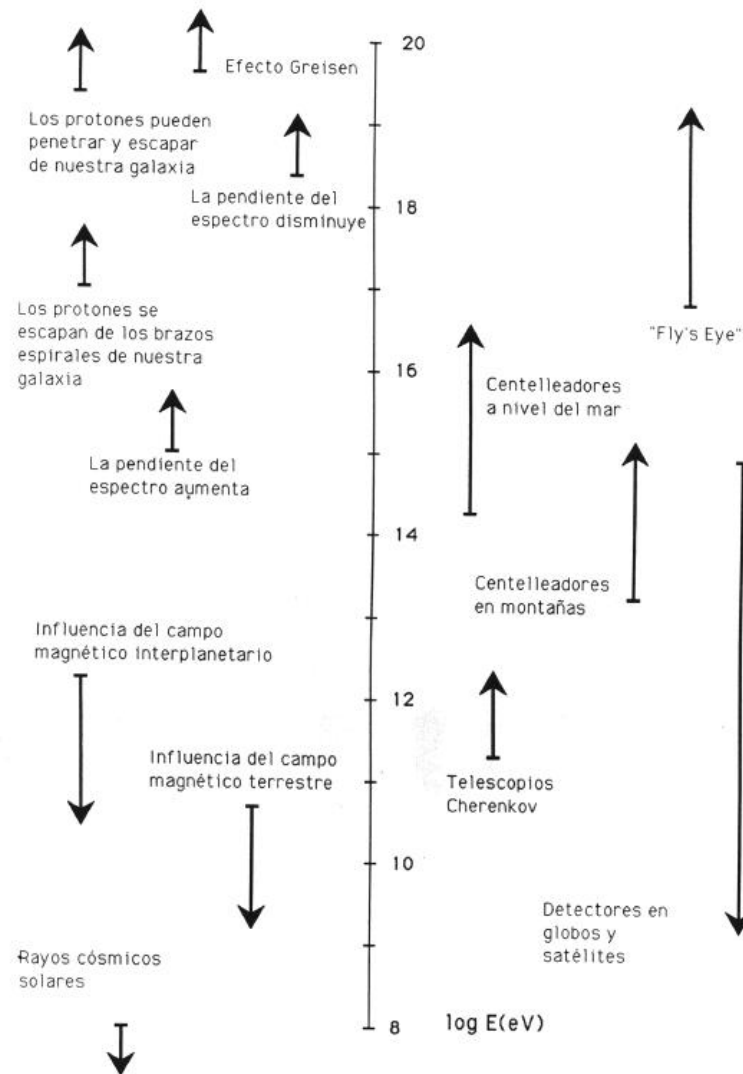 20
Efecto Greisen
Los protones pueden
penetrar y escapar
de nuestra galaxia
La pendiente del
espectro disminuye
18
Los protones se
escapan de los brazos
espirales de nuestra
galaxia
"Fly's Eye"
16
Centelleadores
a nivel del mar
La pendiente del
espectro aumenta
14
Centelleadores
en montañas
Influencia del campo
magnético interplanetario
12
Influencia del campo
magnético terrestre
Telescopios
Cherenkov
10
Detectores en
globos y
satélites
Rayos cósmicos
solares
8
log E(eV)